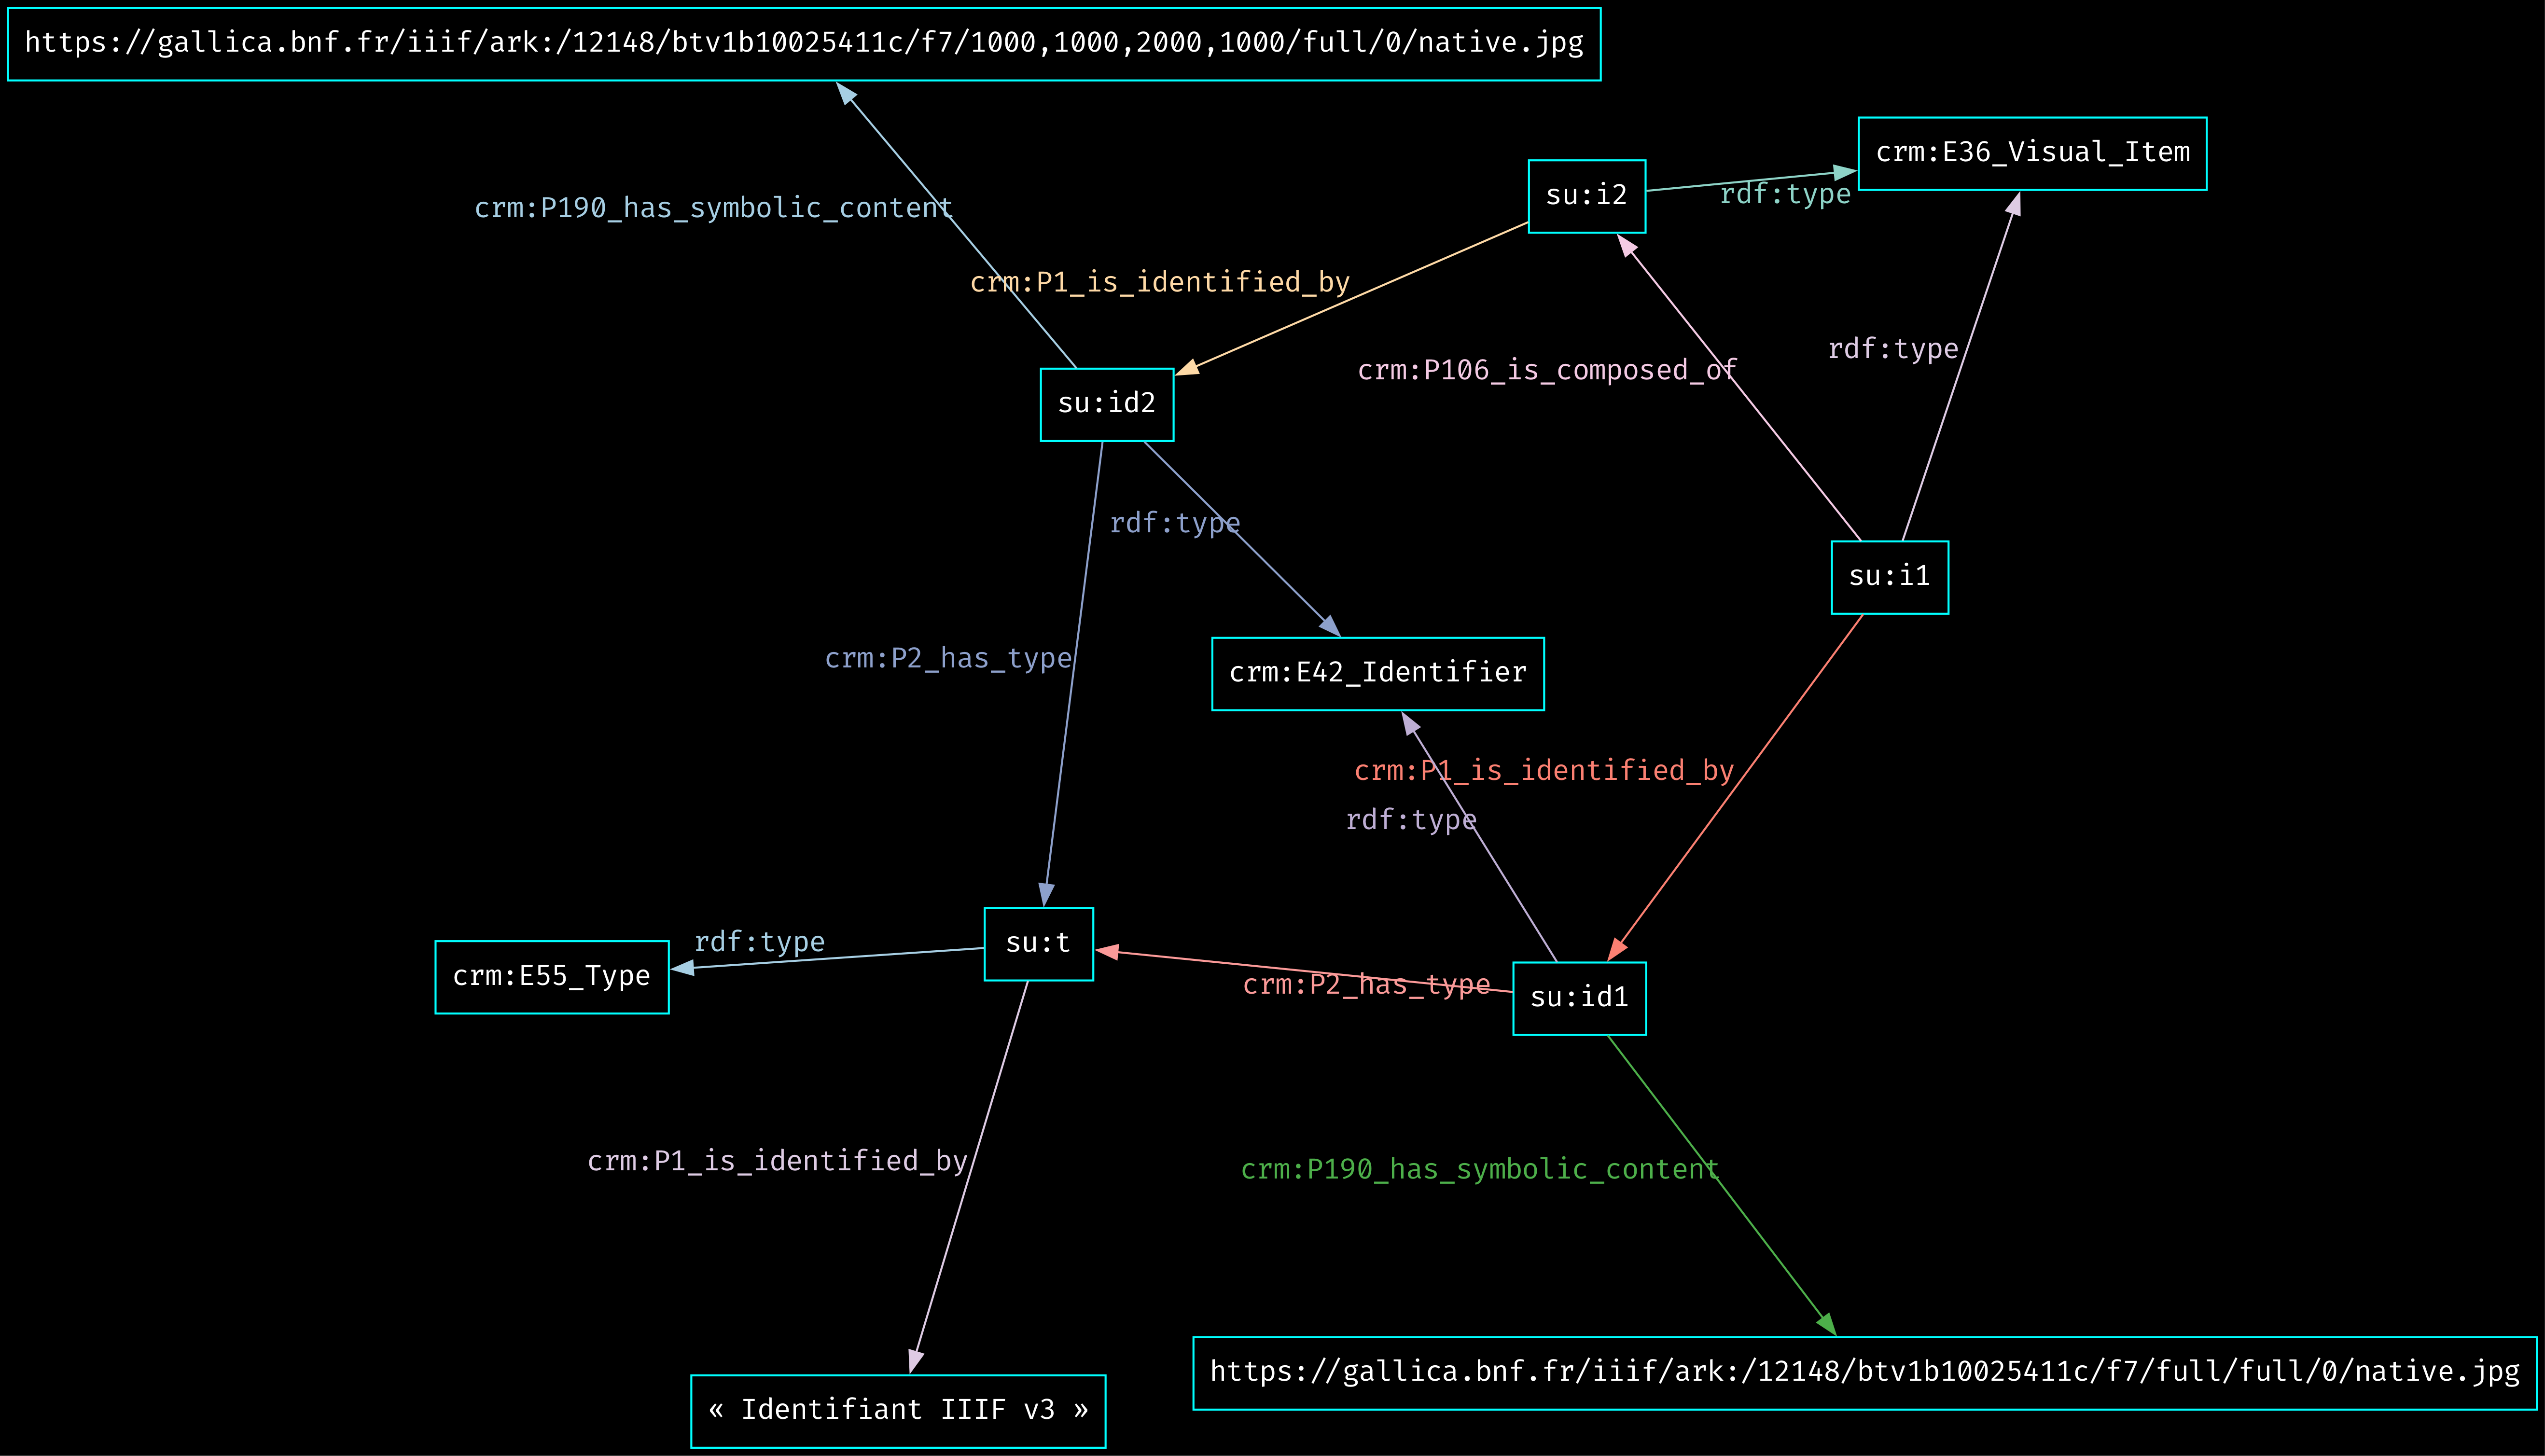 https://gallica.bnf.fr/iiif/ark:/12148/btv1b10025411c/f7/1000,1000,2000,1000/full/0/native.jpg
crm:E36_Visual_Item
su:i2
rdf:type
crm:P190_has_symbolic_content
crm:P1_is_identified_by
rdf:type
crm:P106_is_composed_of
su:id2
rdf:type
su:i1
crm:P2_has_type
crm:E42_Identifier
crm:P1_is_identified_by
rdf:type
rdf:type
su:t
crm:E55_Type
crm:P2_has_type
su:id1
crm:P1_is_identified_by
crm:P190_has_symbolic_content
https://gallica.bnf.fr/iiif/ark:/12148/btv1b10025411c/f7/full/full/0/native.jpg
« Identifiant IIIF v3 »